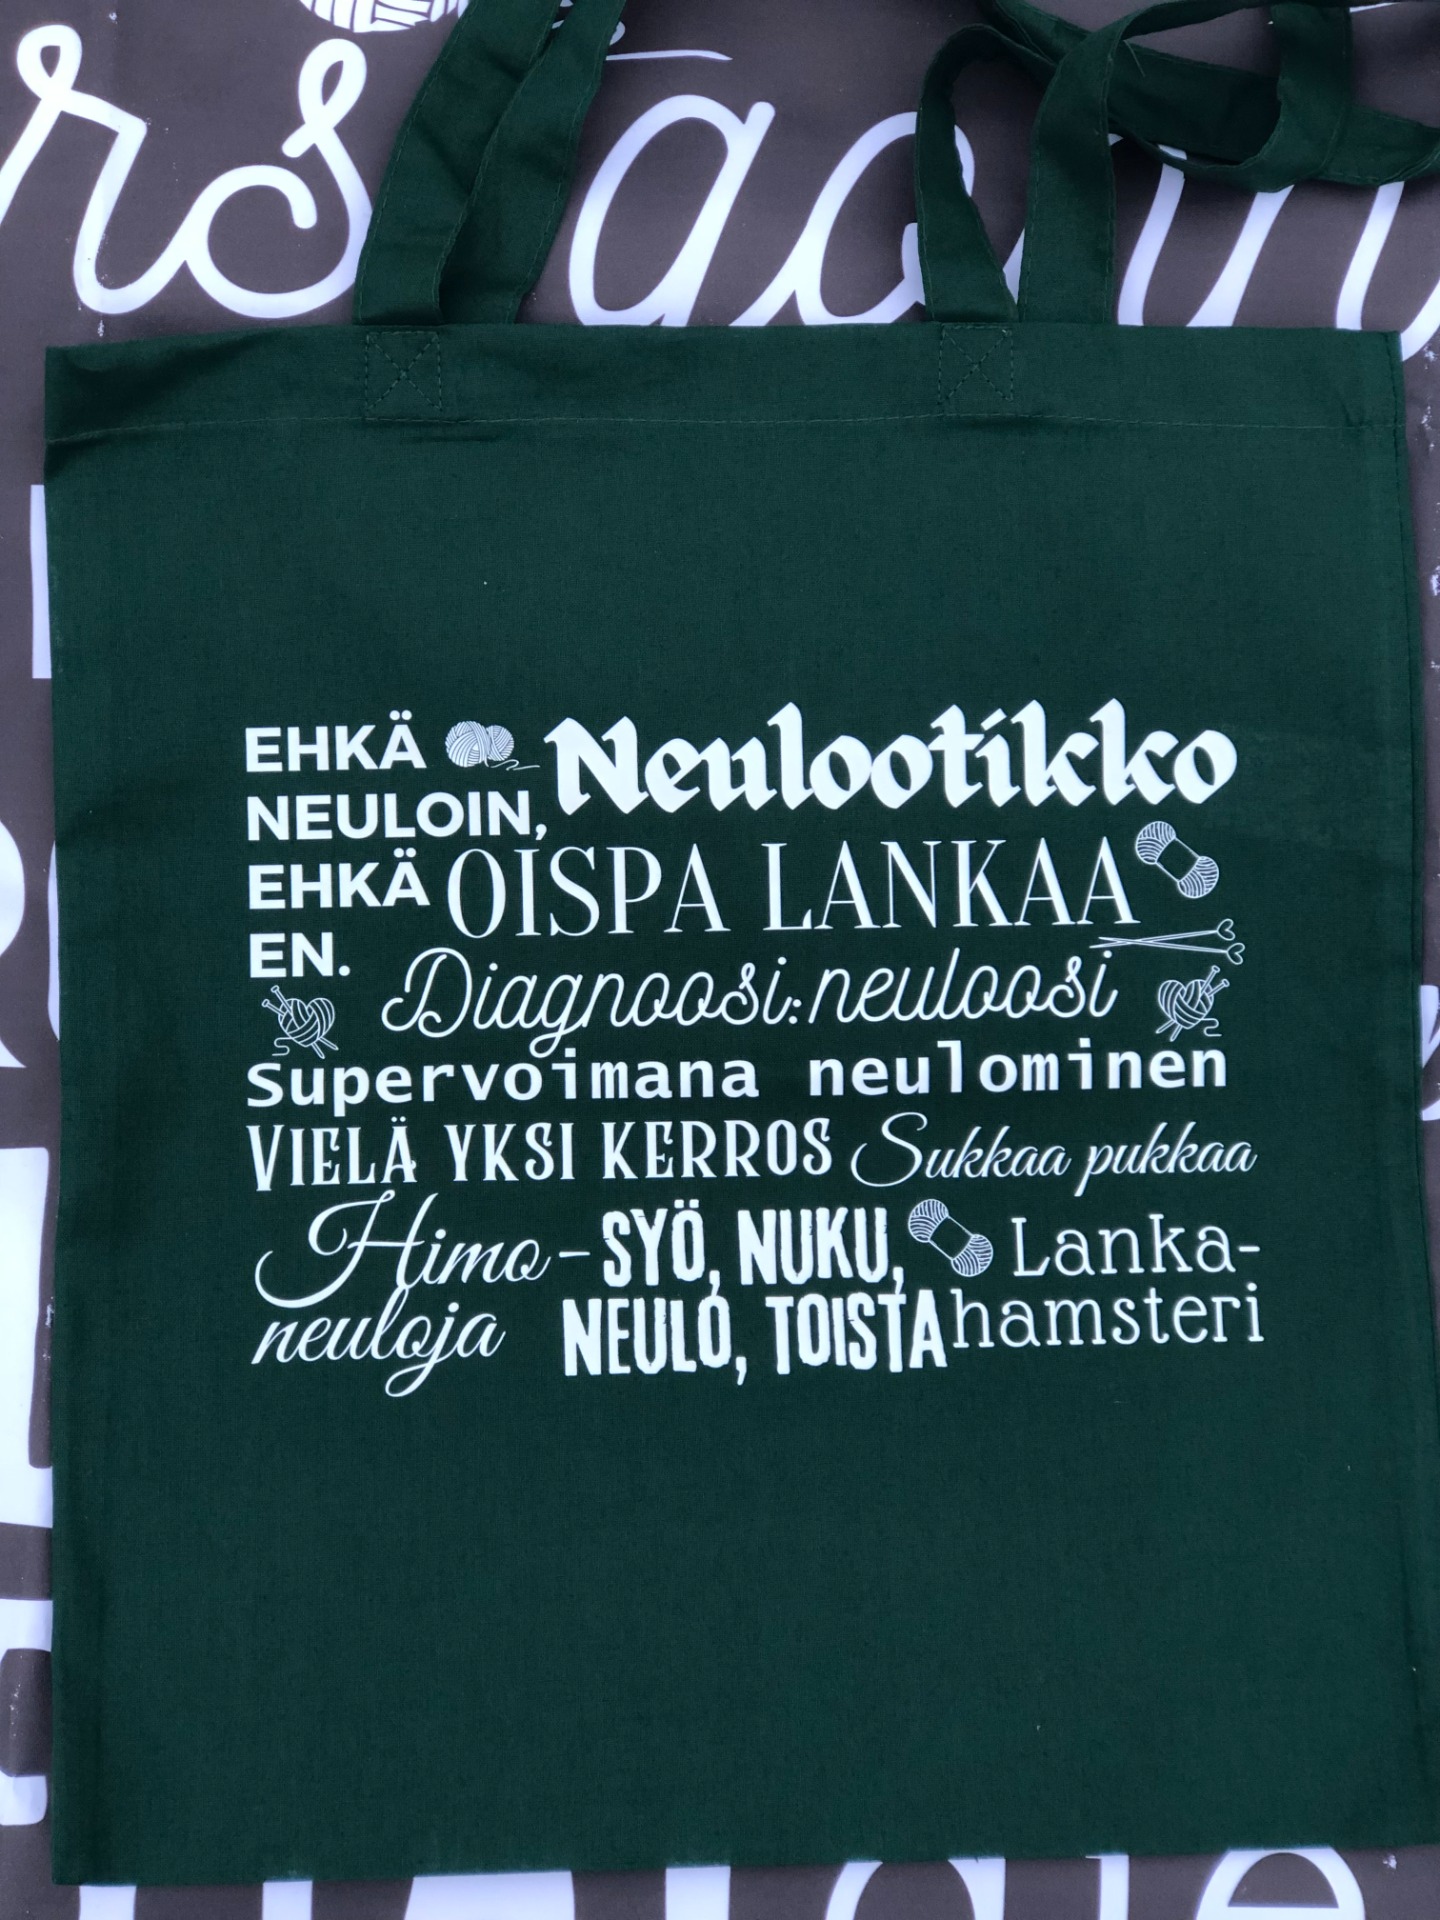 EHKÄ
NEULOIN,
EHKÄ
EN.
Neulootikko
OISPA LANKAA
Diagnoosi: neuloosi
Supervoimana neulominen
VIELÄ YKSI KERROS
Sukkaa pukkaa
Himo-
neuloja
SYÖ, NUKU,
NEULO, TOISTA
Lanka-
hamsteri